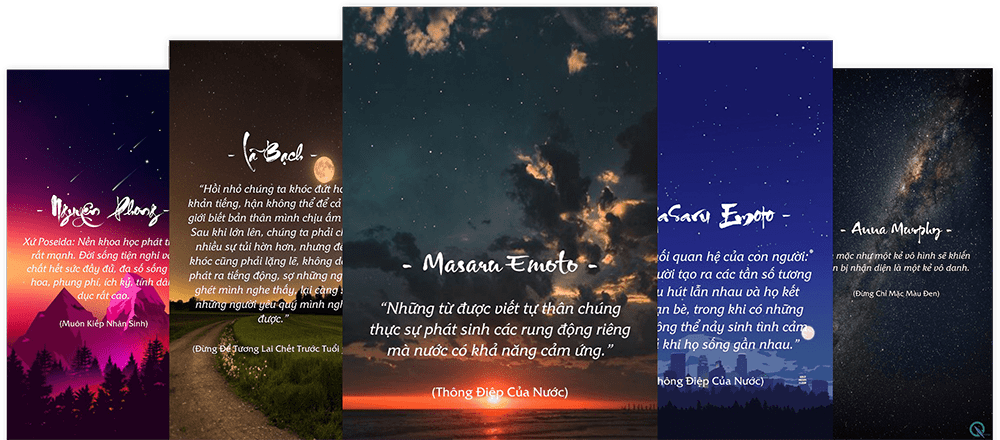 - Nguyên Phong
Xứ Poseida: Nền khoa học phát
rất mạnh. Đời sống tiện nghi
chất hết sức đầy đủ, đa số sống
hoa, phung phí, ích kỷ, tính
dục rất cao.
(Muôn Kiếp Nhân Sinh)
- Lã Bạch -
“Hồi nhỏ chúng ta khóc đứt
khản tiếng, hận không thể để cả
giới biết bản thân mình chịu ấm
Sau khi lớn lên, chúng ta phải
nhiều sự tủi hờn hơn, nhưng
khóc cũng phải lặng lẽ, không
phát ra tiếng động, sợ những
ghét mình nghe thấy, lại càng
những người yêu quý mình
được.”
(Đừng Để Tương Lai Chết Trước Tuổi
- Masaru Emoto -
“Những từ được viết tự thân chúng
thực sự phát sinh các rung động riêng
mà nước có khả năng cảm ứng.”
(Thông Điệp Của Nước)
Emoto -
quan hệ của con người:
tạo ra các tần số tương
hút lẫn nhau và họ kết
bè, trong khi có những
thể nảy sinh tình cảm
khi họ sống gần nhau.”
Thông Điệp Của Nước)
- Anna Murphy -
mặc như một kẻ vô hình sẽ khiến
bị nhận diện là một kẻ vô danh.
(Đừng Chỉ Mặc Màu Đen)